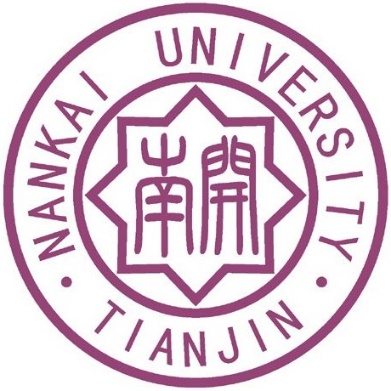 NANKAI UNIVERSITY
南開
· TIANJIN ·